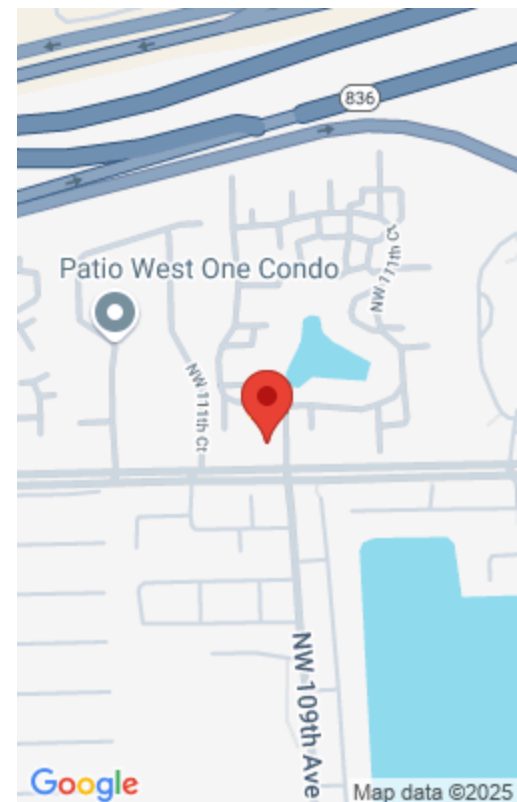 836
NW 111th Ct
Patio West One Condo
NW 111th Ct
NW 109th Ave
Google
Map data ©2025